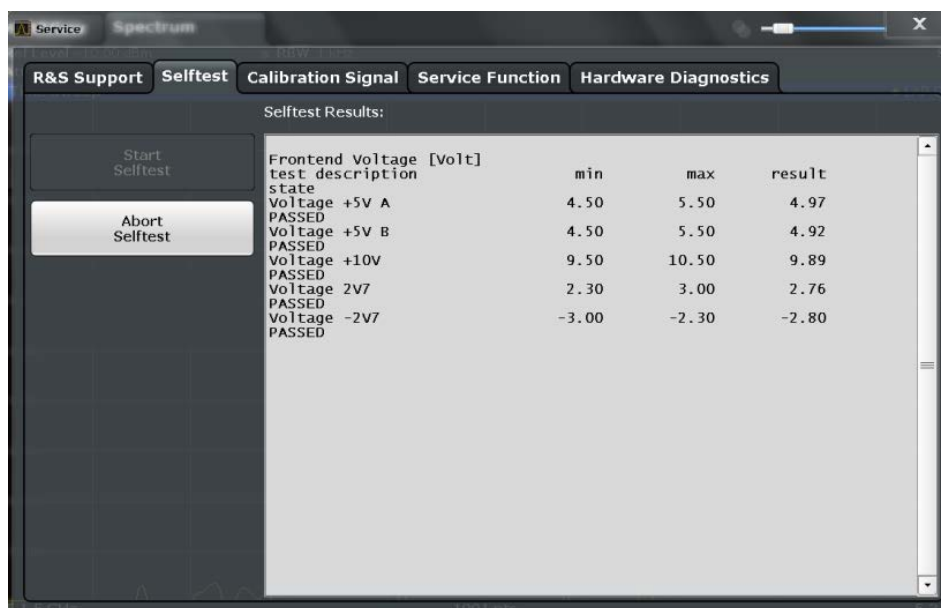 Service Spectrum
R&S Support Selftest Calibration Signal Service Function Hardware Diagnostics
Selftest Results:
Start
Selftest
Abort
Selftest
Frontend Voltage [Volt]
test description min max result
state
Voltage +5V A 4.50 5.50 4.97
PASSED
Voltage +5V B 4.50 5.50 4.92
PASSED
Voltage +10V 9.50 10.50 9.89
PASSED
Voltage 2V7 2.30 3.00 2.76
PASSED
Voltage -2V7 -3.00 -2.30 -2.80
PASSED